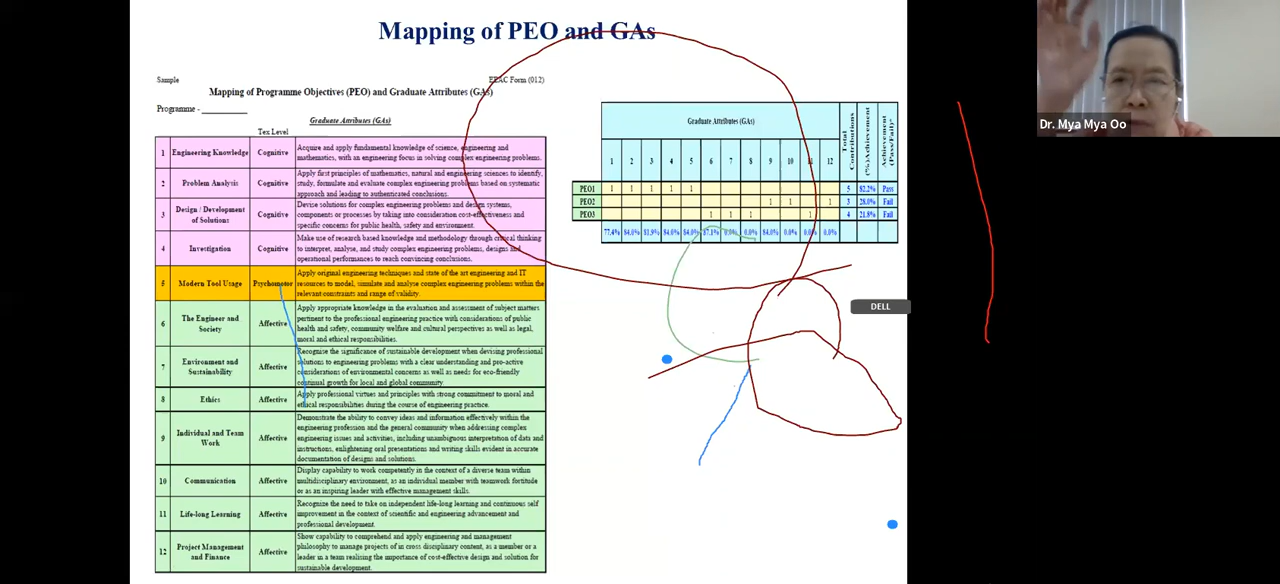 Mapping of PEO and GAs
Sample
EEAC Form (012)
Mapping of Programme Objectives (PEO) and Graduate Attributes (GAs)
Programme -
Graduate Attributes (GAs)
Tex Level
1 Engineering Knowledge Cognitive Acquire and apply fundamental knowledge of science, engineering and
mathematics, with an engineering focus in solving complex engineering problems.
2 Problem Analysis Cognitive Apply first principles of mathematics, natural and engineering sciences to identify,
study, formulate and evaluate complex engineering problems based on systematic
approach and leading to authenticated conclusions.
3 Design / Development
of Solutions Cognitive Devise solutions for complex engineering problems and design systems,
components or processes by taking into consideration cost-effectiveness and
specific concerns for public health, safety and environment.
4 Investigation Cognitive Make use of research based knowledge and methodology through critical thinking
to interpret, analyse, and study complex engineering problems, designs and
operational performances to reach convincing conclusions.
5 Modern Tool Usage Psychomotor Apply original engineering techniques and state of the art engineering and IT
resources to model, simulate and analyse complex engineering problems within the
relevant constraints and range of validity.
6 The Engineer and
Society Affective Apply appropriate knowledge in the evaluation and assessment of subject matters
pertinent to the professional engineering practice with considerations of public
health and safety, community welfare and cultural perspectives as well as legal,
moral and ethical responsibilities.
7 Environment and
Sustainability Affective Recognise the significance of sustainable development when devising professional
solutions to engineering problems with a clear understanding and pro-active
considerations of environmental concerns as well as needs for eco-friendly
continual growth for local and global community.
8 Ethics Affective Apply professional virtues and principles with strong commitment to moral and
ethical responsibilities during the course of engineering practice.
9 Individual and Team
Work Affective Demonstrate the ability to convey ideas and information effectively within the
engineering profession and the general community when addressing complex
engineering issues and activities, including unambiguous interpretation of data and
instructions, enlightening oral presentations and writing skills evident in accurate
documentation of designs and solutions.
10 Communication Affective Display capability to work competently in the context of a diverse team within
multidisciplinary environment, as an individual member with teamwork fortitude
or as an inspiring leader with effective management skills.
11 Life-long Learning Affective Recognize the need to take on independent life-long learning and continuous self
improvement in the context of scientific and engineering advancement and
professional development.
12 Project Management
and Finance Affective Show capability to comprehend and apply engineering and management
philosophy to manage projects of in cross disciplinary content, as a member or a
leader in a team realising the importance of cost-effective design and solution for
sustainable development.
Graduate Attributes (GAs) Total Contributions (%)Achievement Achievement (Pass/Fail)
1 2 3 4 5 6 7 8 9 10 11 12
PEO1 1 1 1 1 1 5 82.2% Pass
PEO2 1 1 1 3 28.0% Fail
PEO3 1 1 1 1 4 21.8% Fail
77.4% 84.0% 81.9% 84.0% 84.0% 87.1% 0.0% 0.0% 84.0% 0.0% 0.0% 0.0%
DELL
Dr. Mya Mya Oo